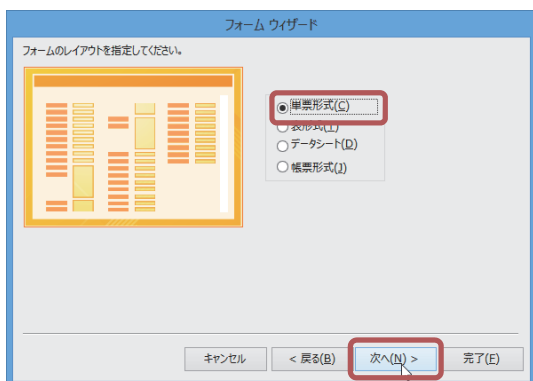 フォーム ウィザード
フォームのレイアウトを指定してください。
単票形式(C)
表形式(T)
データシート(D)
帳票形式(J)
キャンセル
< 戻る(B)
次へ(N) >
完了(F)